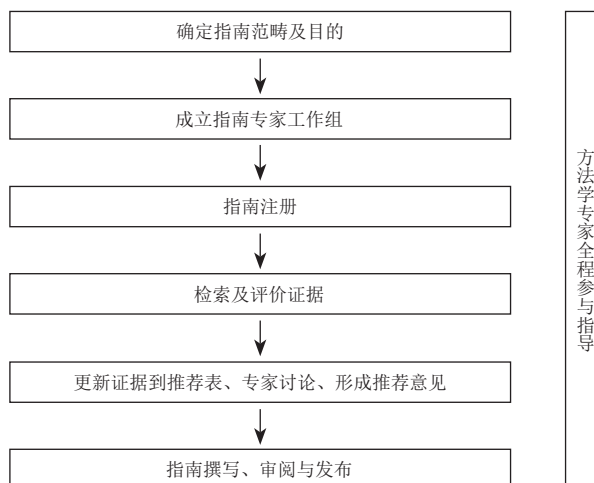 确定指南范畴及目的
成立指南专家工作组
指南注册
检索及评价证据
更新证据到推荐表、专家讨论、形成推荐意见
指南撰写、审阅与发布
方法学专家全程参与指导